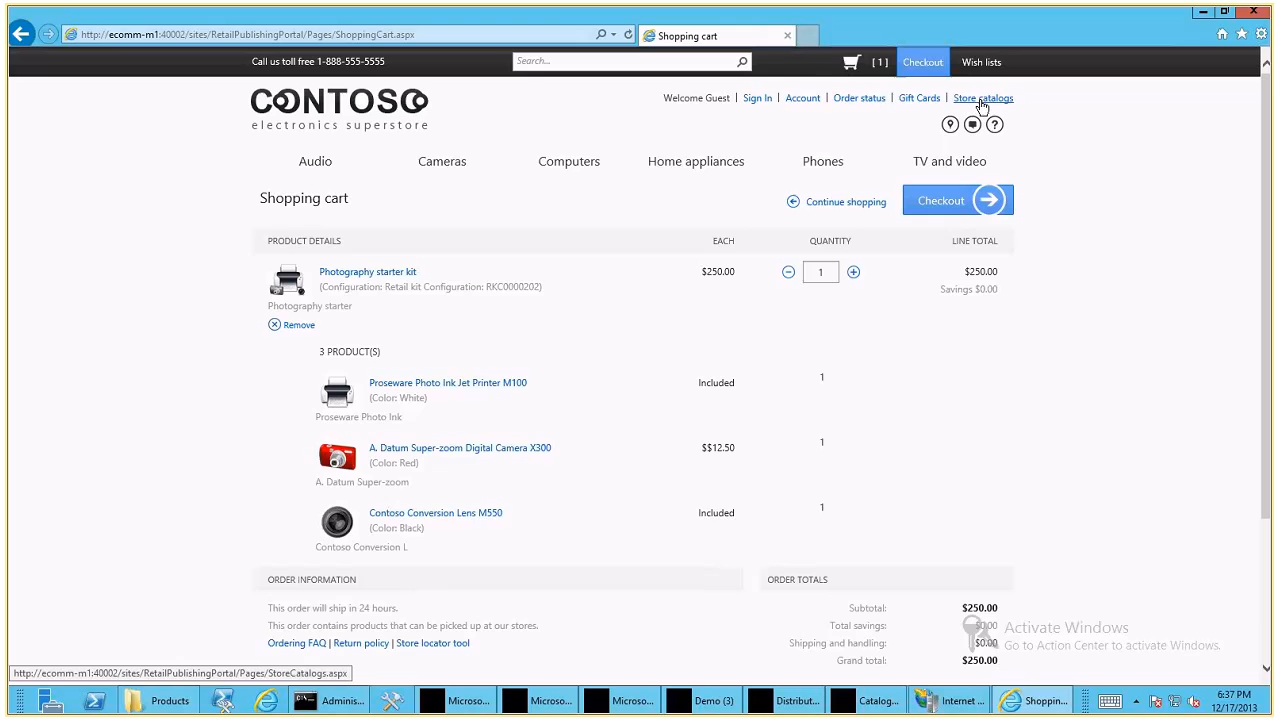 http://ecomm-m1:40002/sites/RetailPublishingPortal/Pages/ShoppingCart.aspx
Shopping cart
Call us toll free 1-888-555-5555
Search...
[ 1 ]
Checkout
Wish lists
CONTOSO
electronics superstore
Welcome Guest | Sign In | Account | Order status | Gift Cards | Store catalogs
?
Audio
Cameras
Computers
Home appliances
Phones
TV and video
Shopping cart
Continue shopping
Checkout
PRODUCT DETAILS
EACH
QUANTITY
LINE TOTAL
Photography starter kit
$250.00
1
$250.00
(Configuration: Retail kit Configuration: RKC0000202)
Savings $0.00
Photography starter
Remove
3 PRODUCT(S)
Proseware Photo Ink Jet Printer M100
Included
1
(Color: White)
Proseware Photo Ink
A. Datum Super-zoom Digital Camera X300
$$12.50
1
(Color: Red)
A. Datum Super-zoom
Contoso Conversion Lens M550
Included
1
(Color: Black)
Contoso Conversion L
ORDER INFORMATION
ORDER TOTALS
This order will ship in 24 hours.
Subtotal: $250.00
This order contains products that can be picked up at our stores.
Total savings: $0.00
Ordering FAQ | Return policy | Store locator tool
Shipping and handling: $0.00
Grand total: $250.00
Activate Windows
Go to Action Center to activate Windows.
http://ecomm-m1:40002/sites/RetailPublishingPortal/Pages/StoreCatalogs.aspx
Products
Adminis...
Microso...
Microso...
Microso...
Demo (3)
Distribut...
Catalog...
Internet ...
Shoppin...
6:37 PM
12/17/2013